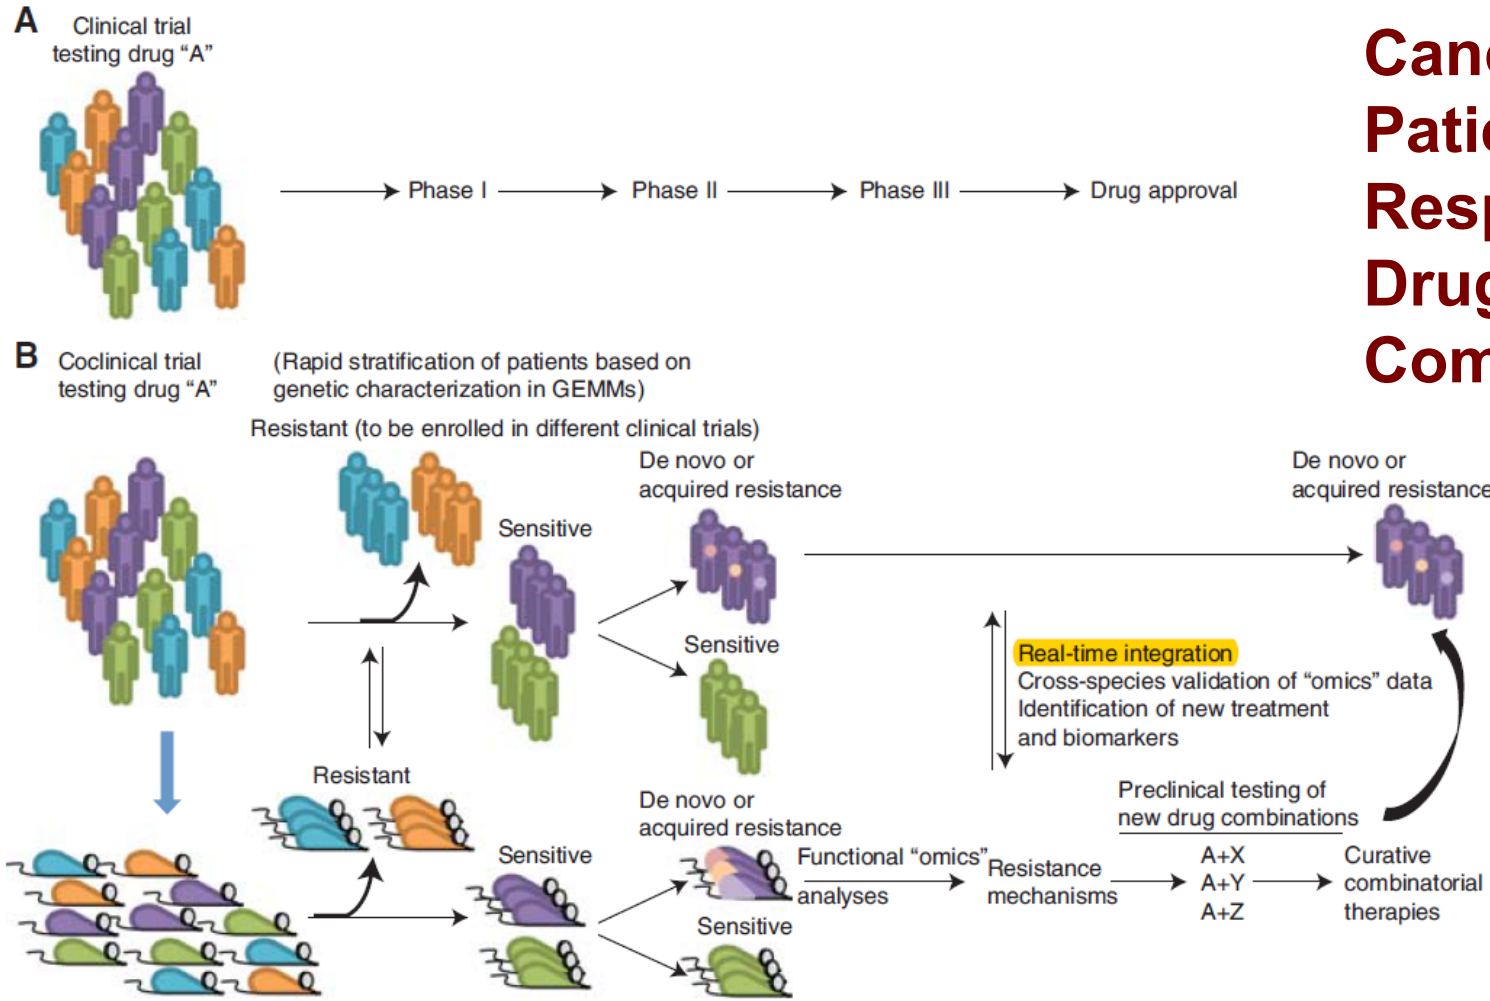 A
Clinical trial
testing drug “A”
Phase I
Phase II
Phase III
Drug approval
B
Coclinical trial
testing drug “A”
(Rapid stratification of patients based on
genetic characterization in GEMMs)
Resistant (to be enrolled in different clinical trials)
De novo or
acquired resistance
Sensitive
Sensitive
De novo or
acquired resistance
Real-time integration
Cross-species validation of “omics” data
Identification of new treatment
and biomarkers
Resistant
Sensitive
De novo or
acquired resistance
Sensitive
Functional “omics”
analyses
Resistance
mechanisms
Preclinical testing of
new drug combinations
A+X
A+Y
A+Z
Curative
combinatorial
therapies